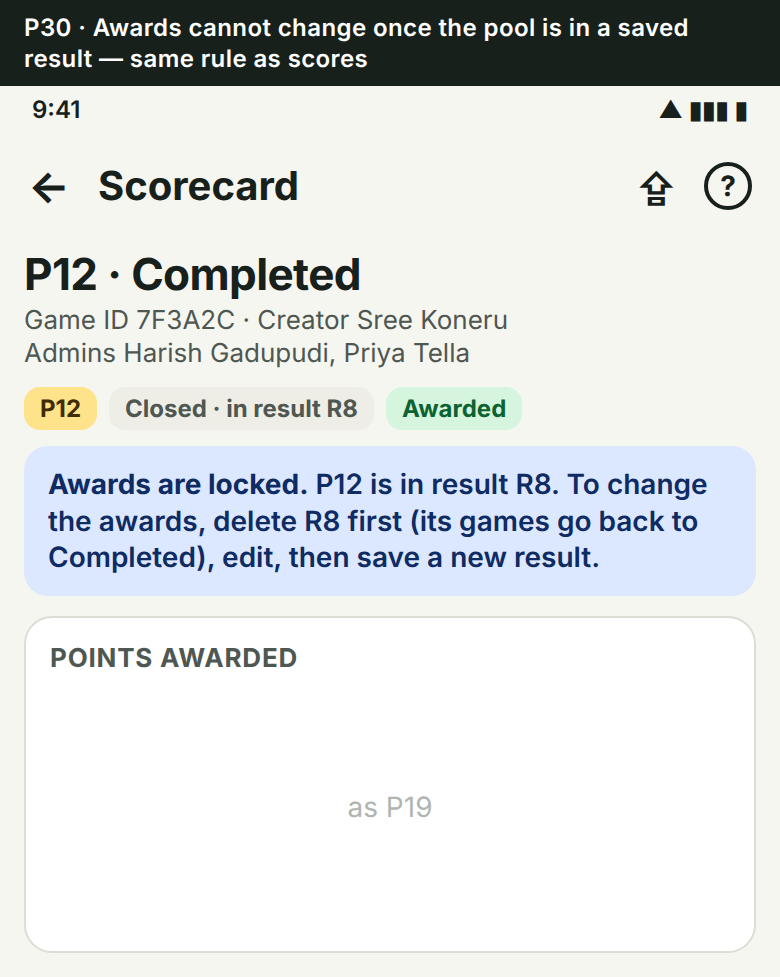 P30 · Awards cannot change once the pool is in a saved
result — same rule as scores
9:41
Scorecard
?
P12 · Completed
Game ID 7F3A2C · Creator Sree Koneru
Admins Harish Gadupudi, Priya Tella
P12
Closed · in result R8
Awarded
Awards are locked. P12 is in result R8. To change
the awards, delete R8 first (its games go back to
Completed), edit, then save a new result.
POINTS AWARDED
as P19